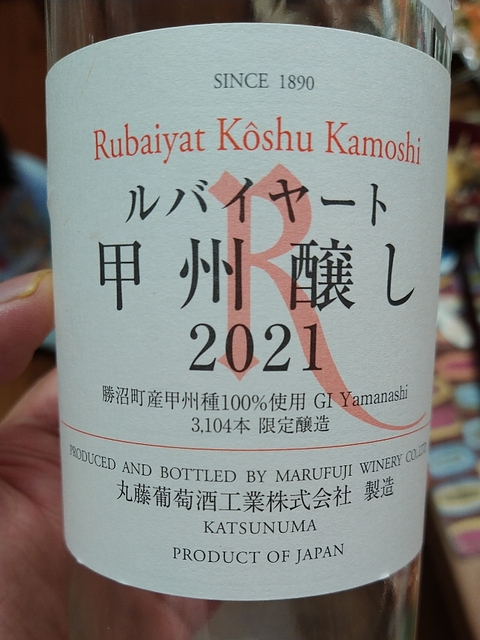 SINCE 1890
Rubaiyat Kôshu Kamoshi
R
ルバイヤート
甲州醸し
2021
勝沼町産甲州種100%使用 GI Yamanashi
3,104本 限定醸造
PRODUCED AND BOTTLED BY MARUFUJI WINERY CO.,LTD.
丸藤葡萄酒工業株式会社 製造
KATSUNUMA
PRODUCT OF JAPAN